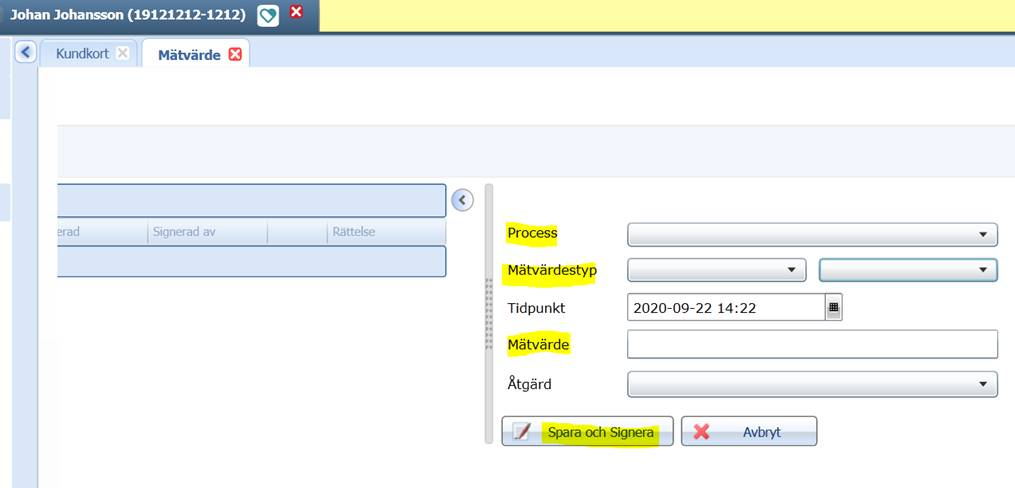 Johan Johansson (19121212-1212)
Kundkort Mätvärde
Signerad av Rättelse
Process
Mätvärdestyp
Tidpunkt 2020-09-22 14:22
Mätvärde
Åtgärd
Spara och Signera Avbryt